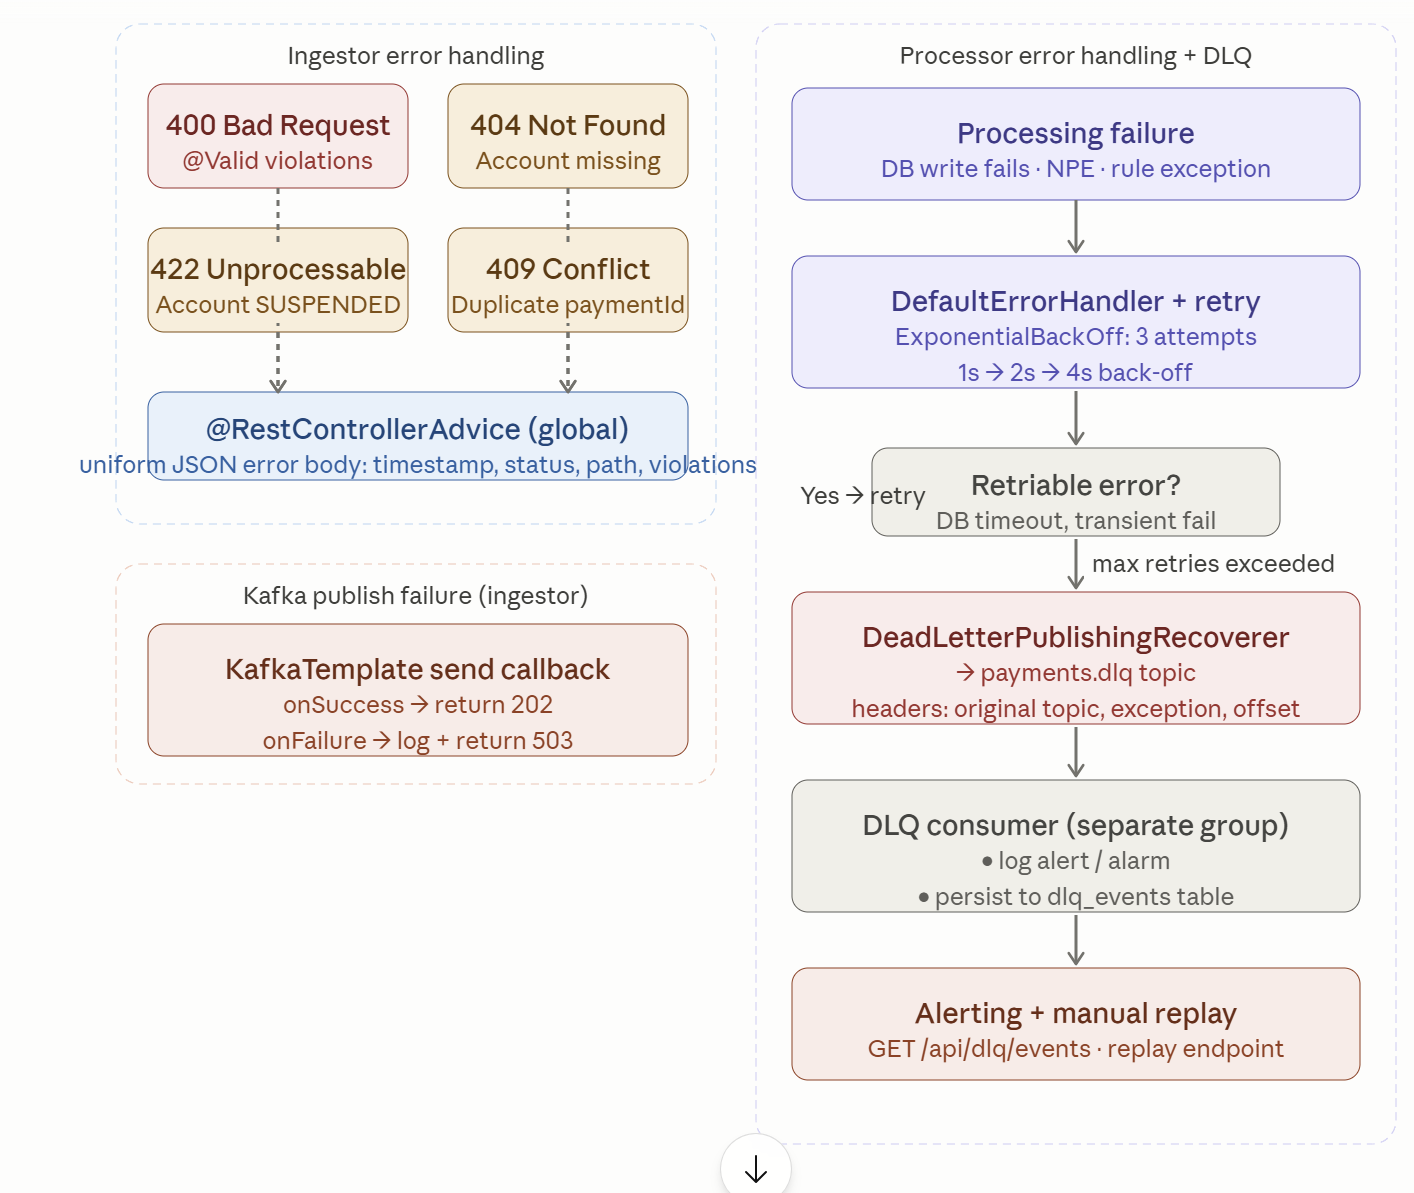 Ingestor error handling
400 Bad Request
@Valid violations
404 Not Found
Account missing
422 Unprocessable
Account SUSPENDED
409 Conflict
Duplicate paymentId
@RestControllerAdvice (global)
uniform JSON error body: timestamp, status, path, violations
Kafka publish failure (ingestor)
KafkaTemplate send callback
onSuccess → return 202
onFailure → log + return 503
Processor error handling + DLQ
Processing failure
DB write fails · NPE · rule exception
DefaultErrorHandler + retry
ExponentialBackOff: 3 attempts
1s → 2s → 4s back-off
Retriable error?
Yes → retry
DB timeout, transient fail
max retries exceeded
DeadLetterPublishingRecoverer
→ payments.dlq topic
headers: original topic, exception, offset
DLQ consumer (separate group)
• log alert / alarm
• persist to dlq_events table
Alerting + manual replay
GET /api/dlq/events · replay endpoint